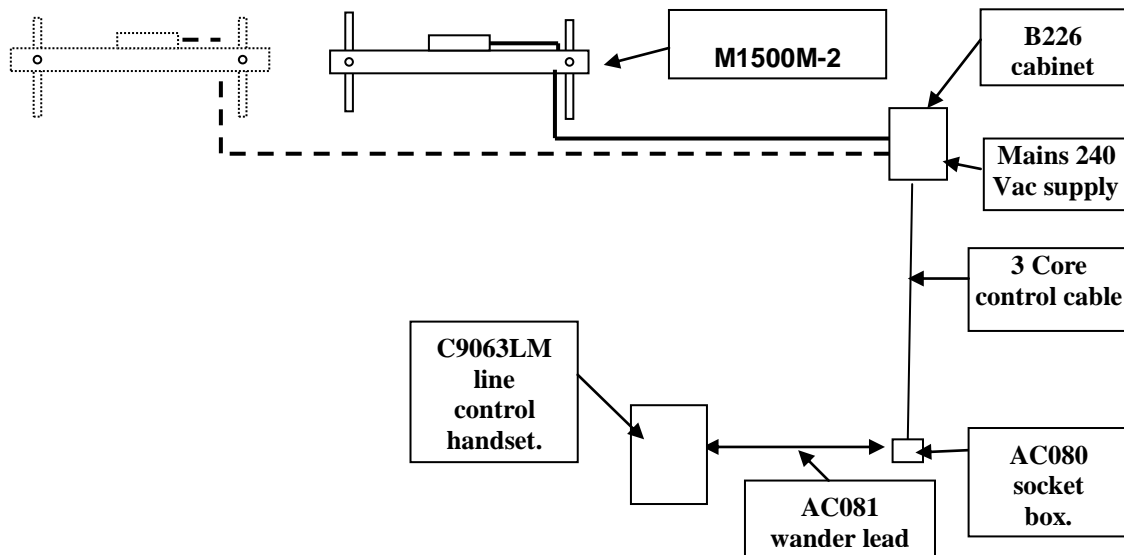 M1500M-2
B226
cabinet
Mains 240
Vac supply
3 Core
control cable
C9063LM
line
control
handset.
AC081
wander lead
AC080
socket
box.